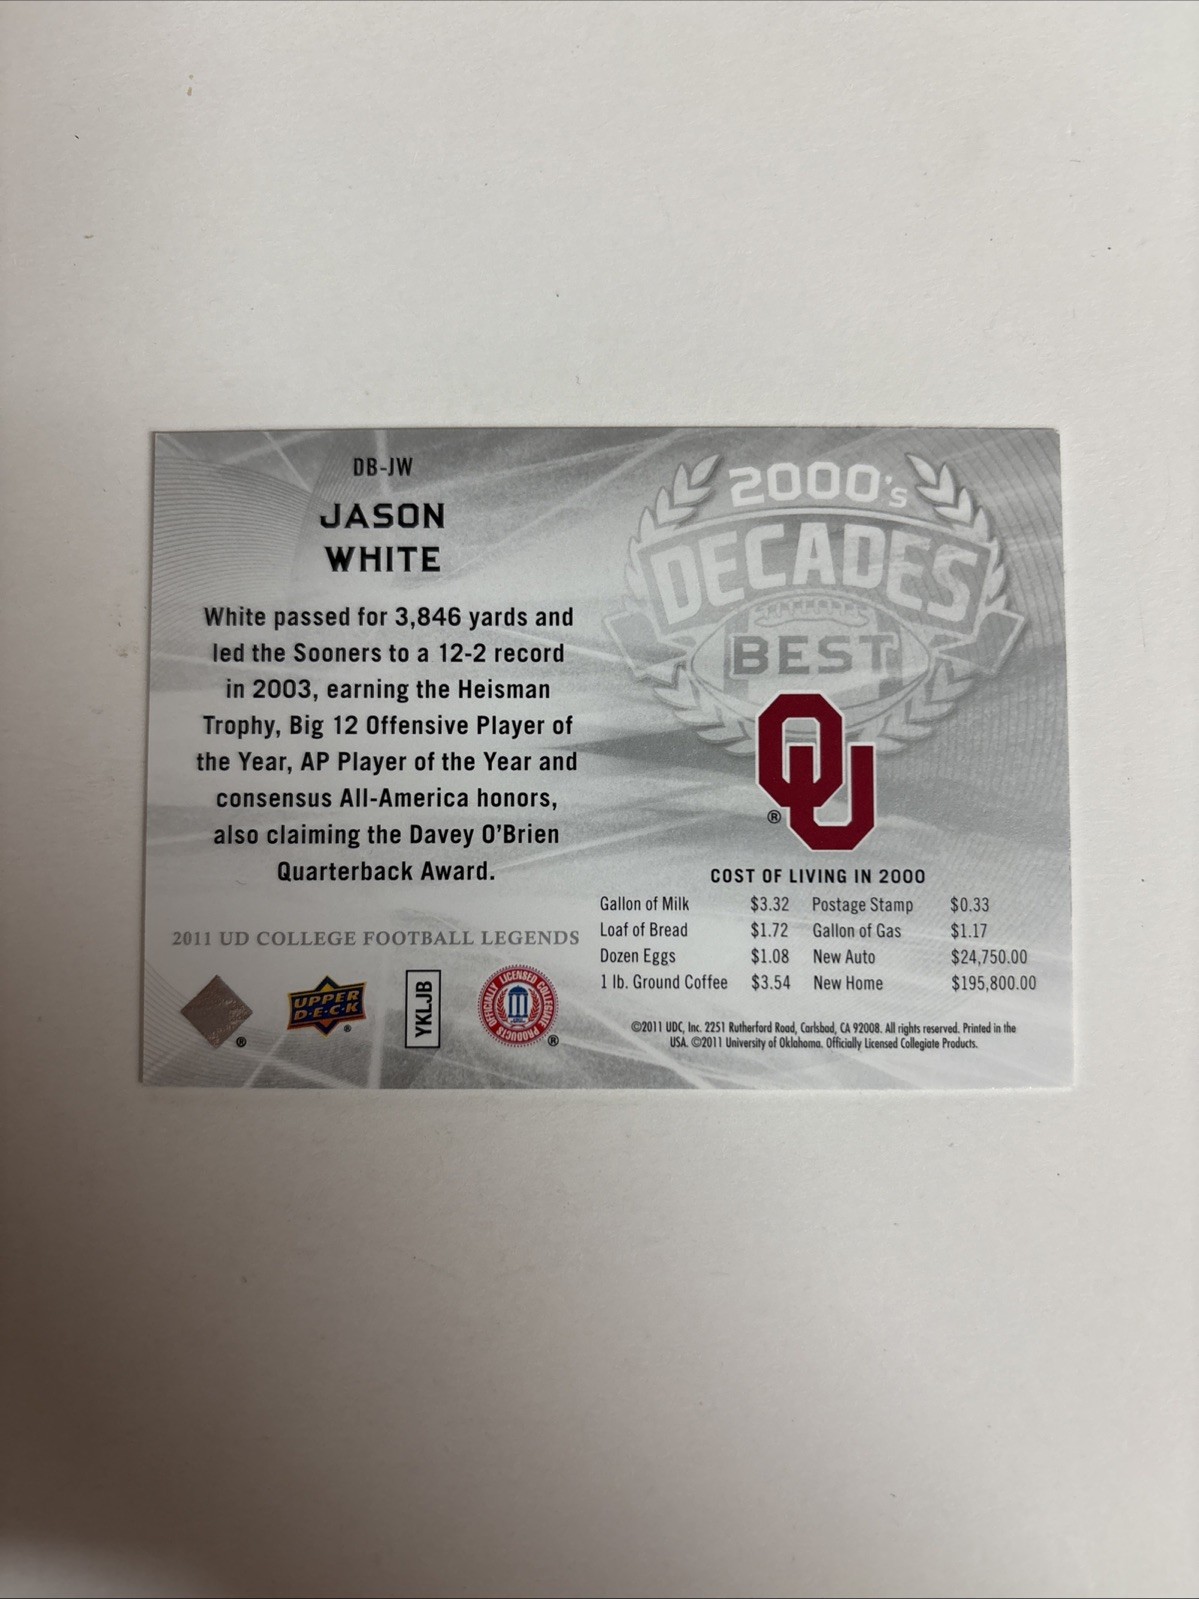 DB-JW
JASON
WHITE
White passed for 3,846 yards and
led the Sooners to a 12-2 record
in 2003, earning the Heisman
Trophy, Big 12 Offensive Player of
the Year, AP Player of the Year and
consensus All-America honors,
also claiming the Davey O'Brien
Quarterback Award.
2011 UD COLLEGE FOOTBALL LEGENDS
®
UPPER
D·E·C·K
®
YKLJB
OFFICIALLY LICENSED COLLEGIATE PRODUCTS
®
2000's
DECADES
BEST
OU
®
COST OF LIVING IN 2000
Gallon of Milk $3.32 Postage Stamp $0.33
Loaf of Bread $1.72 Gallon of Gas $1.17
Dozen Eggs $1.08 New Auto $24,750.00
1 lb. Ground Coffee $3.54 New Home $195,800.00
©2011 UDC, Inc. 2251 Rutherford Road, Carlsbad, CA 92008. All rights reserved. Printed in the
USA. ©2011 University of Oklahoma. Officially Licensed Collegiate Products.